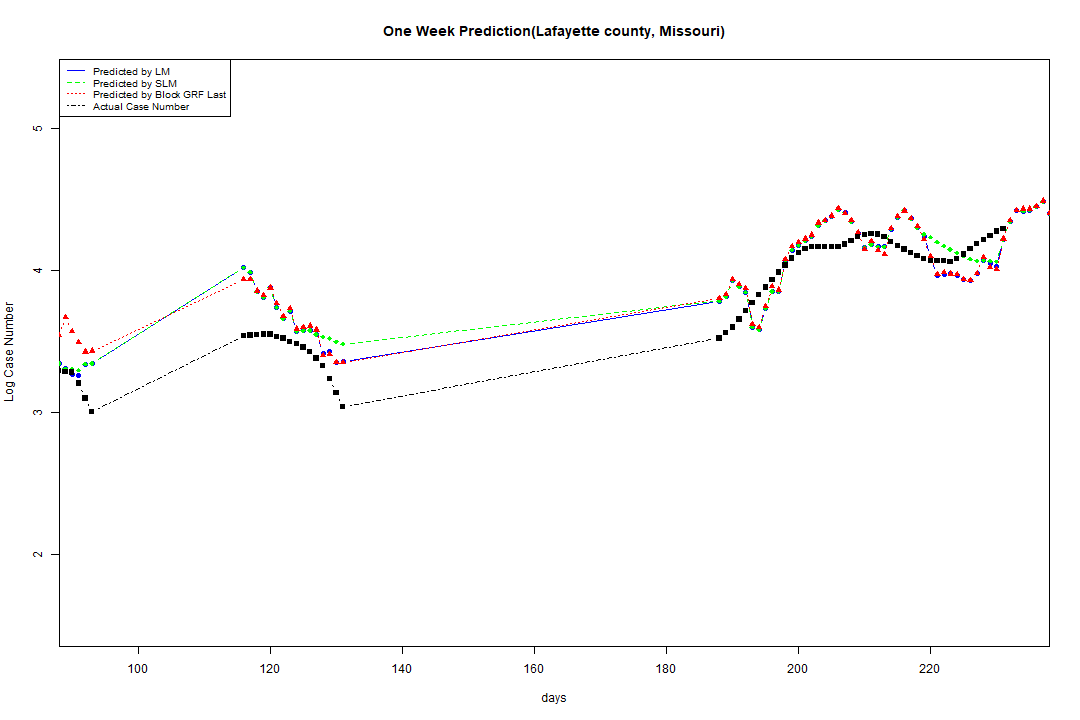 One Week Prediction(Lafayette county, Missouri)
Predicted by LM
Predicted by SLM
Predicted by Block GRF Last
Actual Case Number
5
4
3
2
Log Case Number
100 120 140 160 180 200 220
days